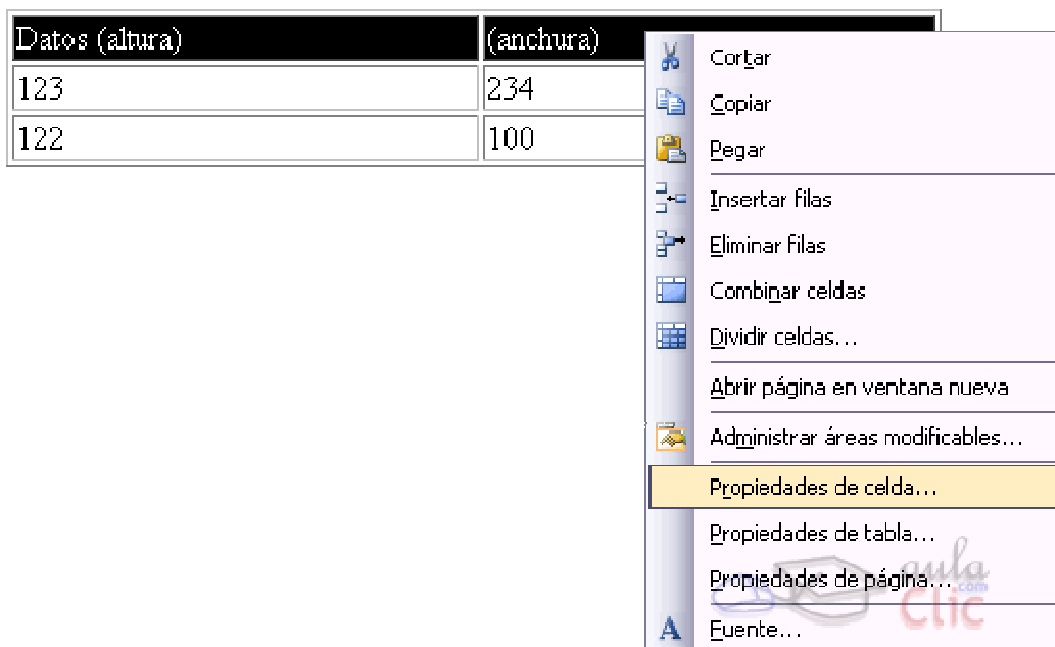 Datos (altura) (anchura)
123 234
122 100
Cortar
Copiar
Pegar
Insertar filas
Eliminar filas
Combinar celdas
Dividir celdas...
Abrir página en ventana nueva
Administrar áreas modificables...
Propiedades de celda...
Propiedades de tabla...
Propiedades de página...
Fuente...
aula
.com
Clic